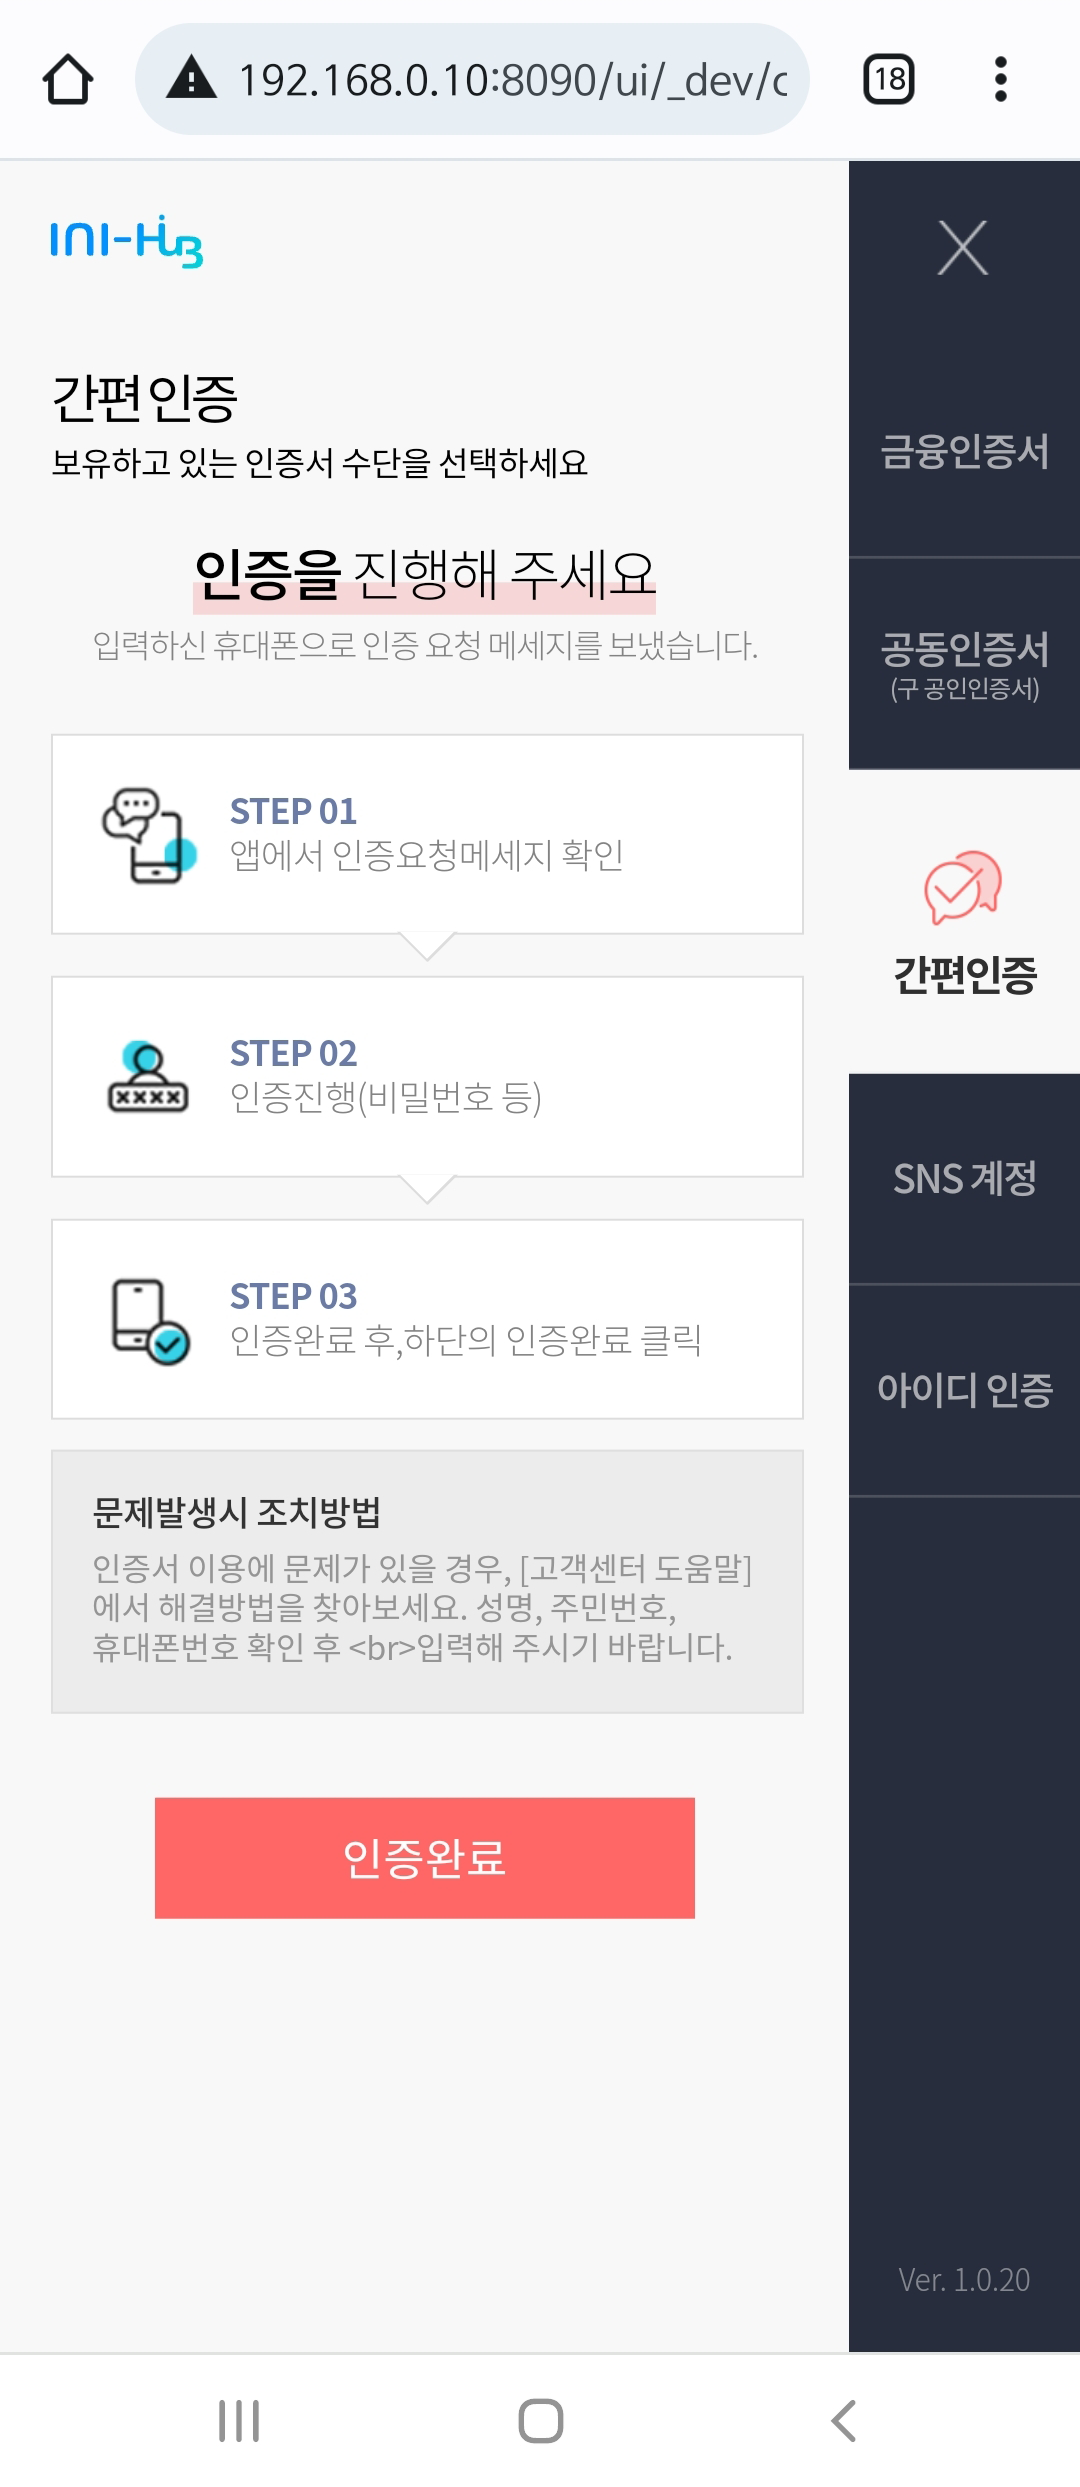 192.168.0.10:8090/ui/_dev/c
18
INI-HUB
간편인증
보유하고 있는 인증서 수단을 선택하세요
인증을 진행해 주세요
입력하신 휴대폰으로 인증 요청 메세지를 보냈습니다.
STEP 01
앱에서 인증요청메세지 확인
STEP 02
인증진행(비밀번호 등)
STEP 03
인증완료 후,하단의 인증완료 클릭
문제발생시 조치방법
인증서 이용에 문제가 있을 경우, [고객센터 도움말]
에서 해결방법을 찾아보세요. 성명, 주민번호,
휴대폰번호 확인 후 <br>입력해 주시기 바랍니다.
인증완료
금융인증서
공동인증서
(구 공인인증서)
간편인증
SNS 계정
아이디 인증
Ver. 1.0.20